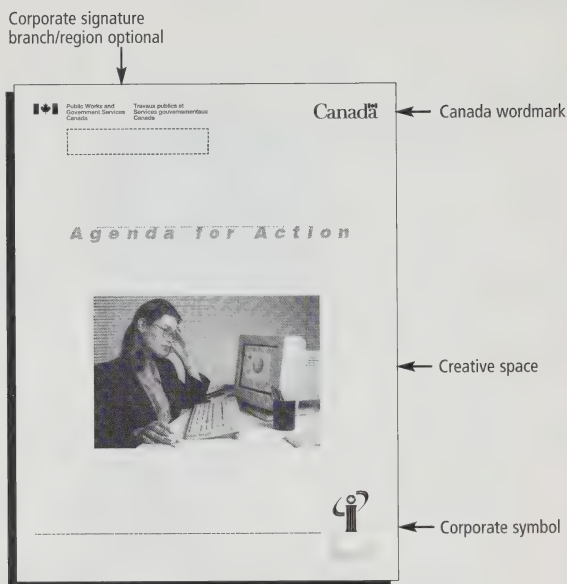 Corporate signature
branch/region optional
Public Works and
Government Services
Canada
Travaux publics et
Services gouvernementaux
Canada
Canada
Canada wordmark
Agenda for Action
Creative space
Corporate symbol